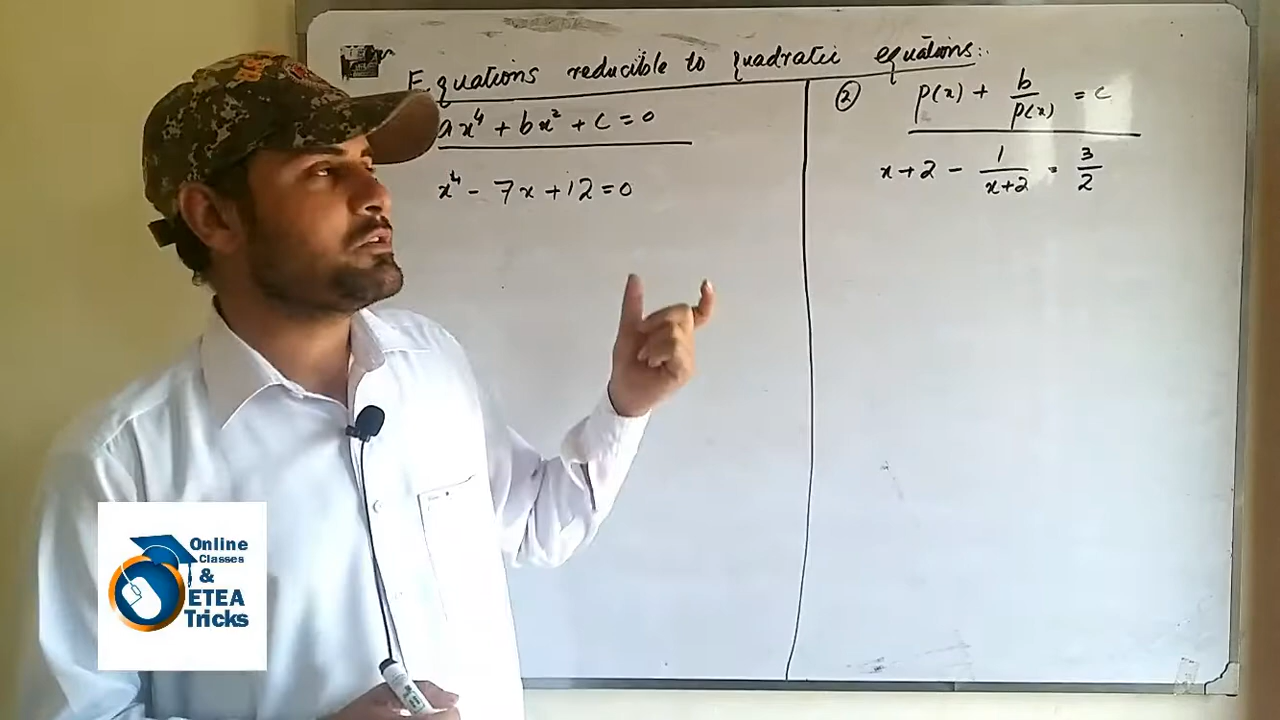 Equations reducible to quadratic equations:.
ax⁴ + bx² + c = 0
x⁴ - 7x + 12 = 0
② p(x) + b/p(x) = c
x+2 - 1/(x+2) = 3/2
Online
Classes
&
ETEA
Tricks